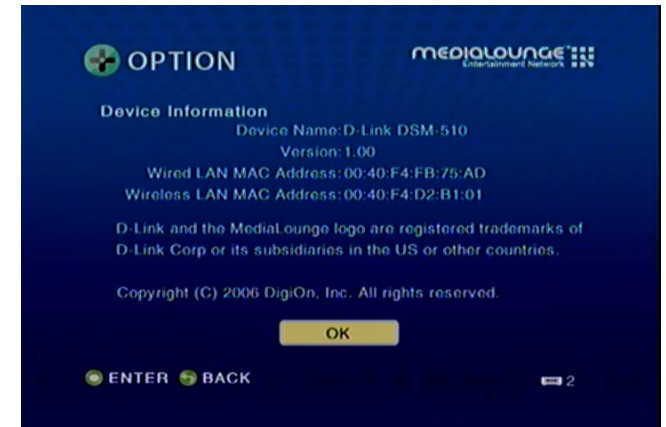 OPTION
MEDIALOUNGE
Entertainment Network
Device Information
Device Name:D-Link DSM-510
Version:1.00
Wired LAN MAC Address:00:40:F4:FB:75:AD
Wireless LAN MAC Address:00:40:F4:D2:B1:01
D-Link and the MediaLounge logo are registered trademarks of
D-Link Corp or its subsidiaries in the US or other countries.
Copyright (C) 2006 DigiOn, Inc. All rights reserved.
OK
ENTER BACK
2